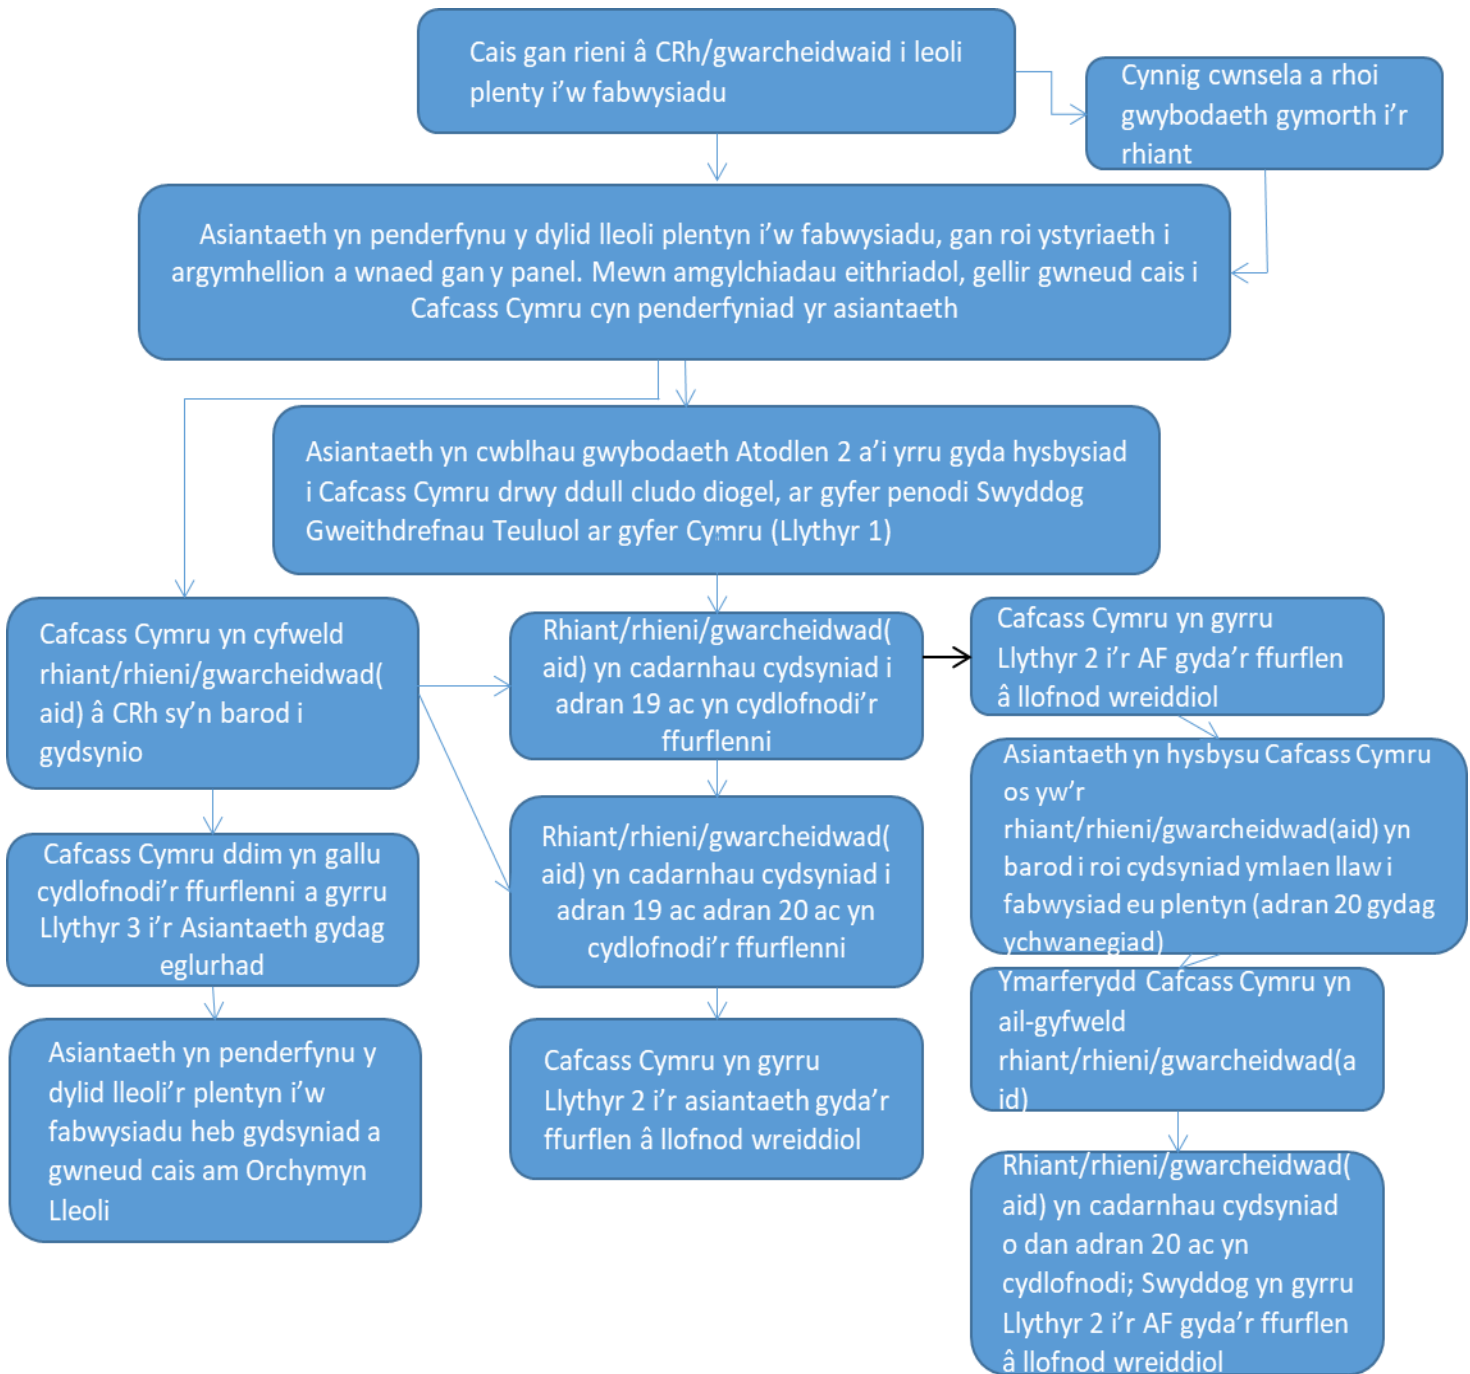 Cais gan rieni â CRh/gwarcheidwaid i leoli
plenty i'w fabwysiadu
Cynnig cwnsela a rhoi
gwybodaeth gymorth i'r
rhiant
Asiantaeth yn penderfynu y dylid lleoli plentyn i'w fabwysiadu, gan roi ystyriaeth i
argymhellion a wnaed gan y panel. Mewn amgylchiadau eithriadol, gellir gwneud cais i
Cafcass Cymru cyn penderfyniad yr asiantaeth
Asiantaeth yn cwblhau gwybodaeth Atodlen 2 a'i yrru gyda hysbysiad
i Cafcass Cymru drwy ddull cludo diogel, ar gyfer penodi Swyddog
Gweithdrefnau Teuluol ar gyfer Cymru (Llythyr 1)
Cafcass Cymru yn cyfweld
rhiant/rhieni/gwarcheidwad(
aid) â CRh sy'n barod i
gydsynio
Cafcass Cymru ddim yn gallu
cydlofnodi'r ffurflenni a gyrru
Llythyr 3 i'r Asiantaeth gydag
eglurhad
Asiantaeth yn penderfynu y
dylid lleoli'r plentyn i'w
fabwysiadu heb gydsyniad a
gwneud cais am Orchymyn
Lleoli
Rhiant/rhieni/gwarcheidwad(
aid) yn cadarnhau cydsyniad i
adran 19 ac yn cydlofnodi'r
ffurflenni
Rhiant/rhieni/gwarcheidwad(
aid) yn cadarnhau cydsyniad i
adran 19 ac adran 20 ac yn
cydlofnodi'r ffurflenni
Cafcass Cymru yn gyrru
Llythyr 2 i'r asiantaeth gyda'r
ffurflen â llofnod wreiddiol
Cafcass Cymru yn gyrru
Llythyr 2 i'r AF gyda'r ffurflen
â llofnod wreiddiol
Asiantaeth yn hysbysu Cafcass Cymru
os yw'r
rhiant/rhieni/gwarcheidwad(aid) yn
barod i roi cydsyniad ymlaen llaw i
fabwysiad eu plentyn (adran 20 gydag
ychwanegiad)
Ymarferydd Cafcass Cymru yn
ail-gyfweld
rhiant/rhieni/gwarcheidwad(a
id)
Rhiant/rhieni/gwarcheidwad(
aid) yn cadarnhau cydsyniad
o dan adran 20 ac yn
cydlofnodi; Swyddog yn gyrru
Llythyr 2 i'r AF gyda'r ffurflen
â llofnod wreiddiol